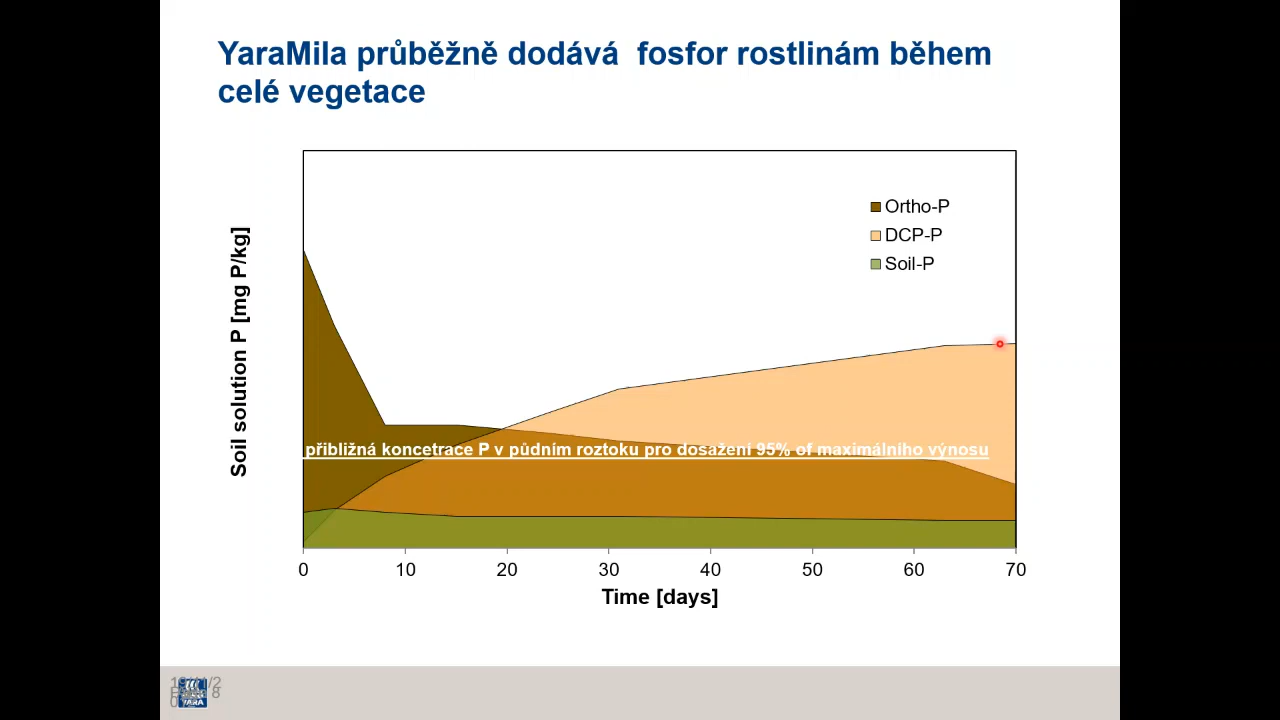 YaraMila průběžně dodává fosfor rostlinám během
celé vegetace
Soil solution P [mg P/kg]
Ortho-P
DCP-P
Soil-P
přibližná koncetrace P v půdním roztoku pro dosažení 95% of maximálního výnosu
0 10 20 30 40 50 60 70
Time [days]
YARA